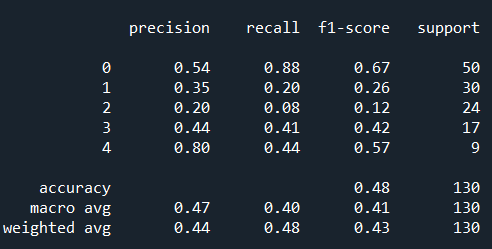 precision recall f1-score support
0 0.54 0.88 0.67 50
1 0.35 0.20 0.26 30
2 0.20 0.08 0.12 24
3 0.44 0.41 0.42 17
4 0.80 0.44 0.57 9
accuracy 0.48 130
macro avg 0.47 0.40 0.41 130
weighted avg 0.44 0.48 0.43 130